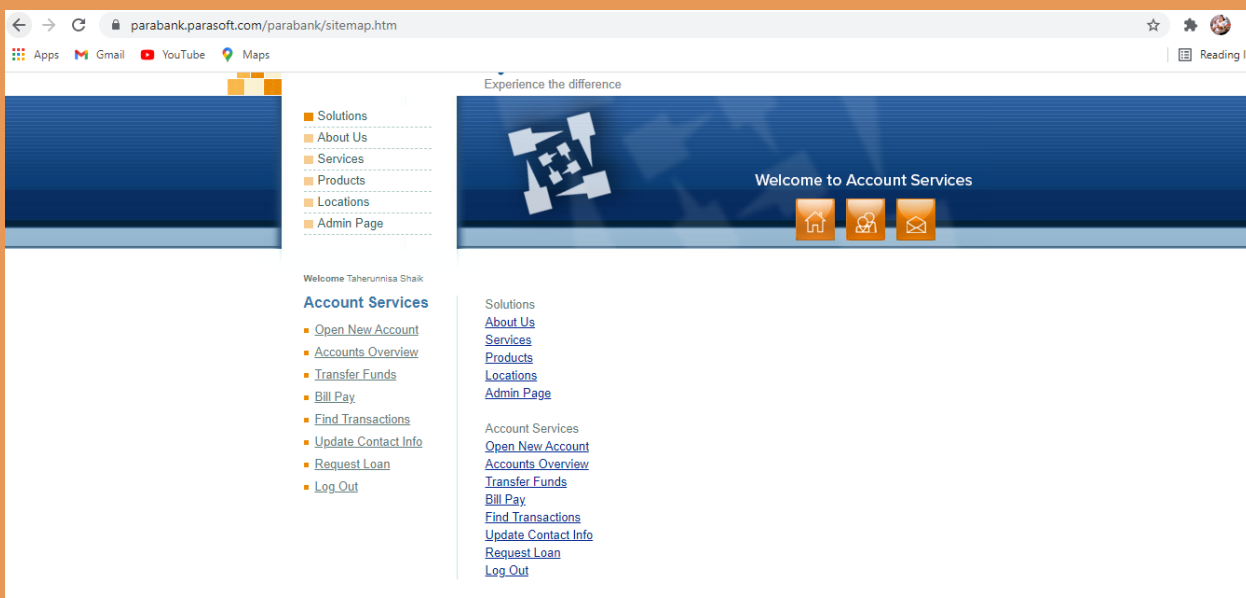 parabank.parasoft.com/parabank/sitemap.htm
Apps Gmail YouTube Maps Reading l
Experience the difference
Solutions
About Us
Services
Products
Locations
Admin Page
Welcome to Account Services
Welcome Taherunnisa Shaik
Account Services
Open New Account
Accounts Overview
Transfer Funds
Bill Pay
Find Transactions
Update Contact Info
Request Loan
Log Out
Solutions
About Us
Services
Products
Locations
Admin Page
Account Services
Open New Account
Accounts Overview
Transfer Funds
Bill Pay
Find Transactions
Update Contact Info
Request Loan
Log Out